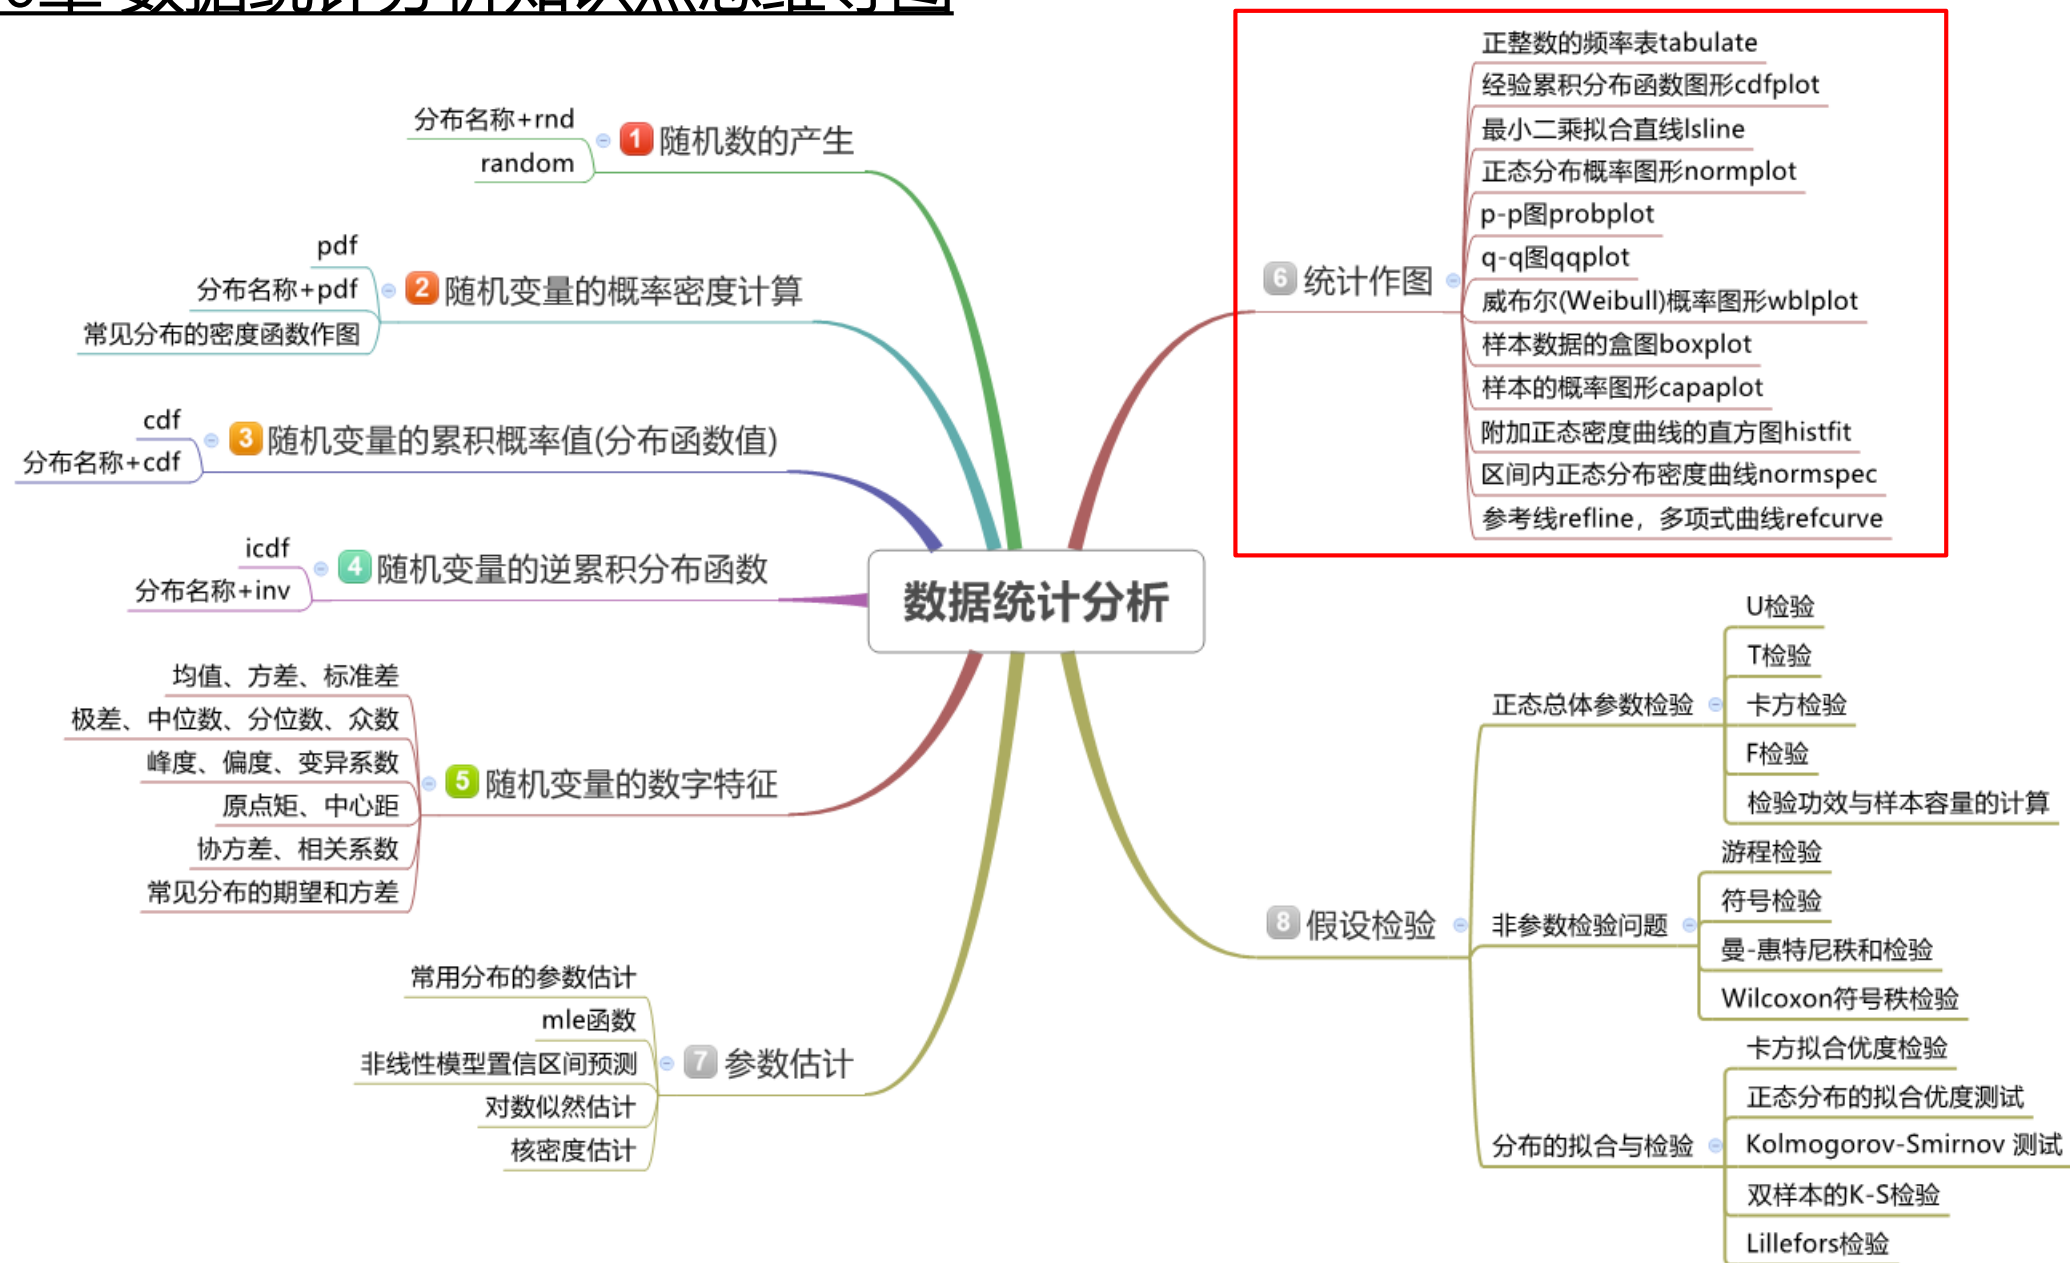 章 数据统计分析知识点思维导图
分布名称+rnd
random
1 随机数的产生
pdf
分布名称+pdf
常见分布的密度函数作图
2 随机变量的概率密度计算
cdf
分布名称+cdf
3 随机变量的累积概率值(分布函数值)
icdf
分布名称+inv
4 随机变量的逆累积分布函数
均值、方差、标准差
极差、中位数、分位数、众数
峰度、偏度、变异系数
原点矩、中心距
协方差、相关系数
常见分布的期望和方差
5 随机变量的数字特征
常用分布的参数估计
mle函数
非线性模型置信区间预测
对数似然估计
核密度估计
7 参数估计
数据统计分析
6 统计作图
正整数的频率表tabulate
经验累积分布函数图形cdfplot
最小二乘拟合直线lsline
正态分布概率图形normplot
p-p图probplot
q-q图qqplot
威布尔(Weibull)概率图形wblplot
样本数据的盒图boxplot
样本的概率图形capaplot
附加正态密度曲线的直方图histfit
区间内正态分布密度曲线normspec
参考线refline，多项式曲线refcurve
8 假设检验
正态总体参数检验
U检验
T检验
卡方检验
F检验
检验功效与样本容量的计算
非参数检验问题
游程检验
符号检验
曼-惠特尼秩和检验
Wilcoxon符号秩检验
分布的拟合与检验
卡方拟合优度检验
正态分布的拟合优度测试
Kolmogorov-Smirnov 测试
双样本的K-S检验
Lillefors检验